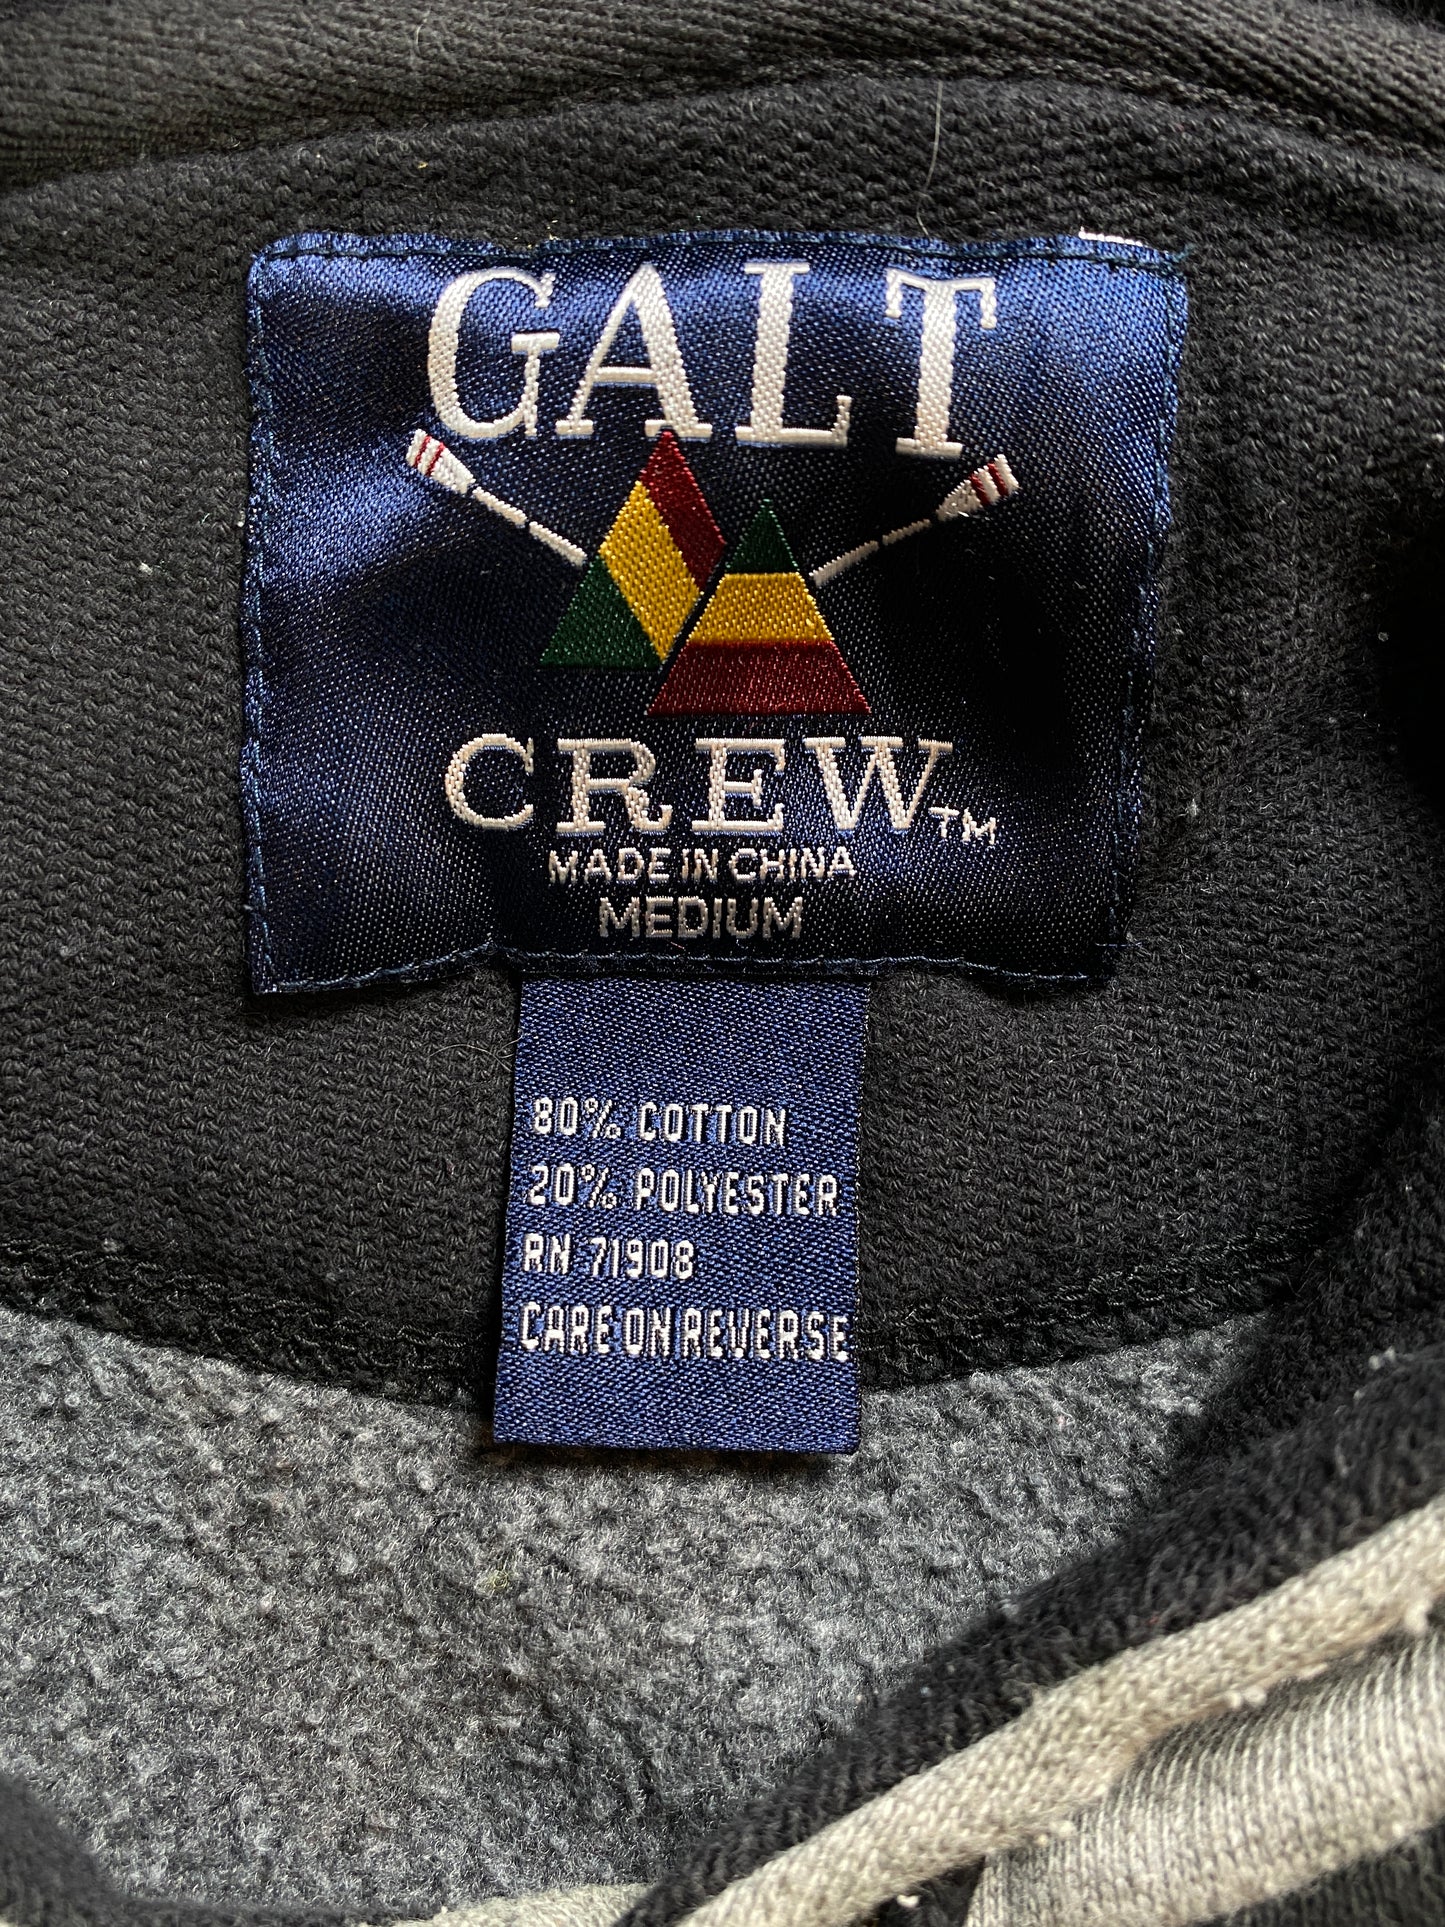 GALT
CREW™
MADE IN CHINA
MEDIUM
80% COTTON
20% POLYESTER
RN 71908
CARE ON REVERSE